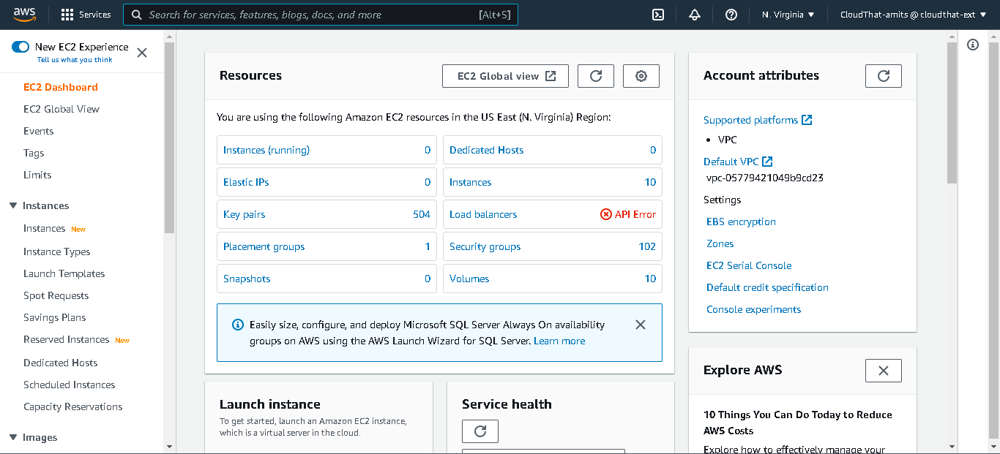 aws
Services
Search for services, features, blogs, docs, and more
[Alt+S]
N. Virginia
CloudThat-amits @ cloudthat-ext
New EC2 Experience
Tell us what you think
EC2 Dashboard
EC2 Global View
Events
Tags
Limits
Instances
Instances New
Instance Types
Launch Templates
Spot Requests
Savings Plans
Reserved Instances New
Dedicated Hosts
Scheduled Instances
Capacity Reservations
Images
Resources
EC2 Global view
You are using the following Amazon EC2 resources in the US East (N. Virginia) Region:
Instances (running) 0
Dedicated Hosts 0
Elastic IPs 0
Instances 10
Key pairs 504
Load balancers API Error
Placement groups 1
Security groups 102
Snapshots 0
Volumes 10
Easily size, configure, and deploy Microsoft SQL Server Always On availability
groups on AWS using the AWS Launch Wizard for SQL Server. Learn more
Launch instance
To get started, launch an Amazon EC2 instance,
which is a virtual server in the cloud.
Service health
Account attributes
Supported platforms
• VPC
Default VPC
vpc-05779421049b9cd23
Settings
EBS encryption
Zones
EC2 Serial Console
Default credit specification
Console experiments
Explore AWS
10 Things You Can Do Today to Reduce
AWS Costs
Explore how to effectively manage your